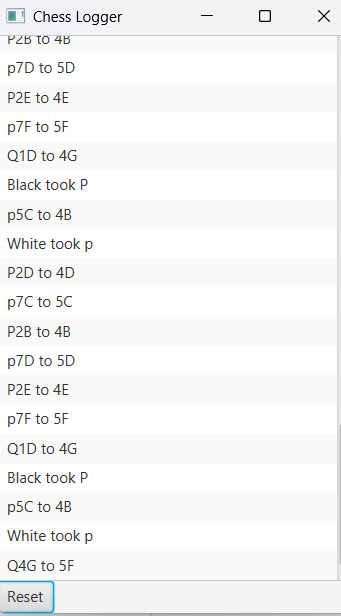 Chess Logger
P2B to 4B
p7D to 5D
P2E to 4E
p7F to 5F
Q1D to 4G
Black took P
p5C to 4B
White took p
P2D to 4D
p7C to 5C
P2B to 4B
p7D to 5D
P2E to 4E
p7F to 5F
Q1D to 4G
Black took P
p5C to 4B
White took p
Q4G to 5F
Reset